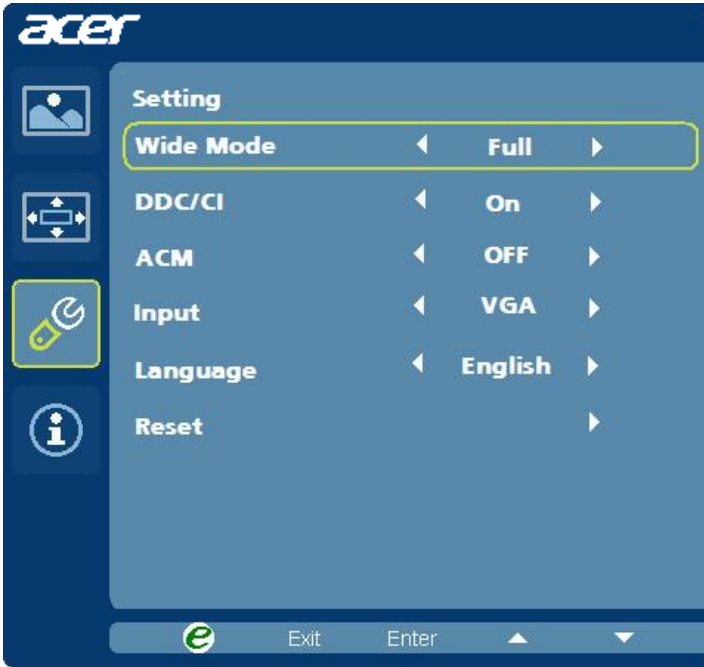 acer
Setting
Wide Mode Full
DDC/CI On
ACM OFF
Input VGA
Language English
Reset
e Exit Enter